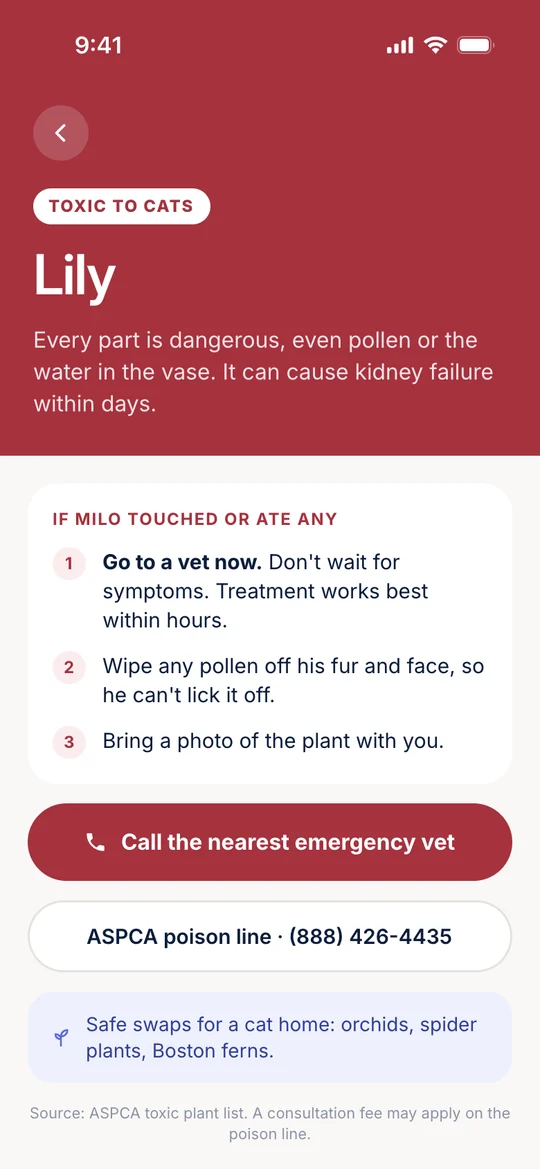 9:41
TOXIC TO CATS
Lily
Every part is dangerous, even pollen or the
water in the vase. It can cause kidney failure
within days.
IF MILO TOUCHED OR ATE ANY
1 Go to a vet now. Don't wait for
symptoms. Treatment works best
within hours.
2 Wipe any pollen off his fur and face, so
he can't lick it off.
3 Bring a photo of the plant with you.
Call the nearest emergency vet
ASPCA poison line · (888) 426-4435
Safe swaps for a cat home: orchids, spider
plants, Boston ferns.
Source: ASPCA toxic plant list. A consultation fee may apply on the
poison line.